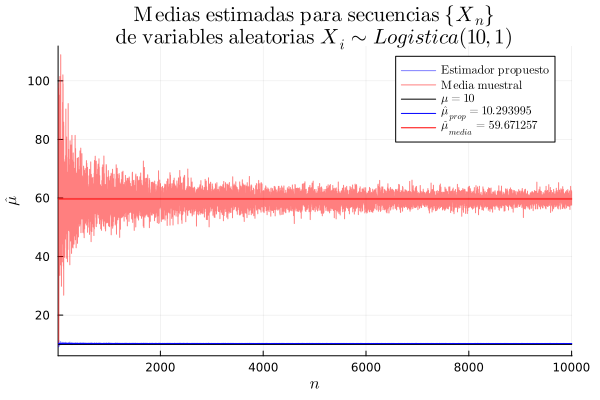 Medias estimadas para secuencias {X_n}
de variables aleatorias X_i ∼ Logistica(10, 1)
Estimador propuesto
Media muestral
μ = 10
μ̂_prop = 10.293995
μ̂_media = 59.671257
100
80
60
40
20
μ̂
2000
4000
6000
8000
10000
n